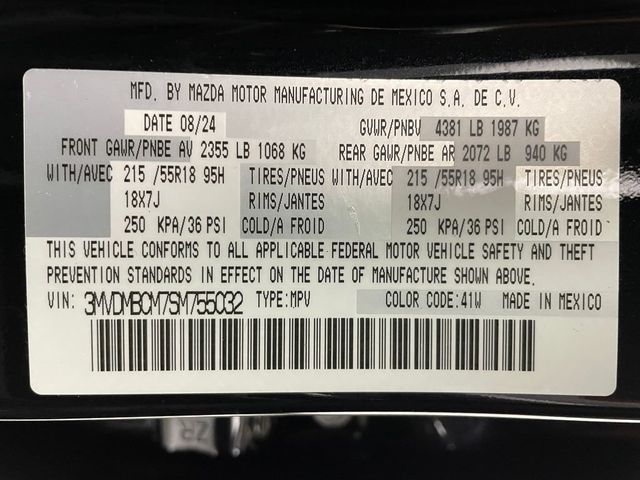 MFD. BY MAZDA MOTOR MANUFACTURING DE MEXICO S.A. DE C.V.
DATE 08/24 GVWR/PNBV 4381 LB 1987 KG
FRONT GAWR/PNBE AV 2355 LB 1068 KG REAR GAWR/PNBE AR 2072 LB 940 KG
WITH/AVEC 215 /55R18 95H TIRES/PNEUS WITH/AVEC 215 /55R18 95H TIRES/PNEUS
18X7J RIMS/JANTES 18X7J RIMS/JANTES
250 KPA/36 PSI COLD/A FROID 250 KPA/36 PSI COLD/A FROID
THIS VEHICLE CONFORMS TO ALL APPLICABLE FEDERAL MOTOR VEHICLE SAFETY AND THEFT
PREVENTION STANDARDS IN EFFECT ON THE DATE OF MANUFACTURE SHOWN ABOVE.
VIN: 3MVDMBCM7SM755032 TYPE:MPV COLOR CODE:41W MADE IN MEXICO
ZR